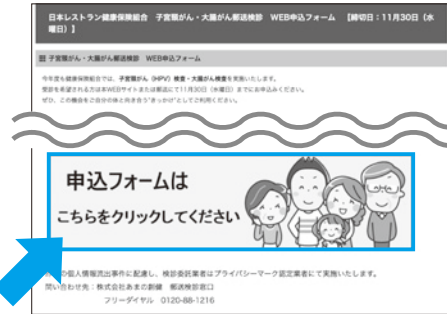 日本レストラン健康保険組合 子宮頸がん・大腸がん郵送検診 WEB申込フォーム 【締切日:11月30日(水
曜日)】
子宮頸がん・大腸がん郵送検診 WEB申込フォーム
今年度も健康保険組合では、子宮頸がん(HPV)検査・大腸がん検査を実施いたします。
受診を希望される方は本WEBサイトまたは郵送にて11月30日(水曜日)までにお申込みください。
ぜひ、この機会をご自分の体と向き合う“きっかけ”としてご利用ください。
申込フォームは
こちらをクリックしてください
の個人情報流出事件に配慮し、検診委託業者はプライバシーマーク認定業者にて実施いたします。
問い合わせ先:株式会社あまの創健 郵送検診窓口
フリーダイヤル 0120-88-1216